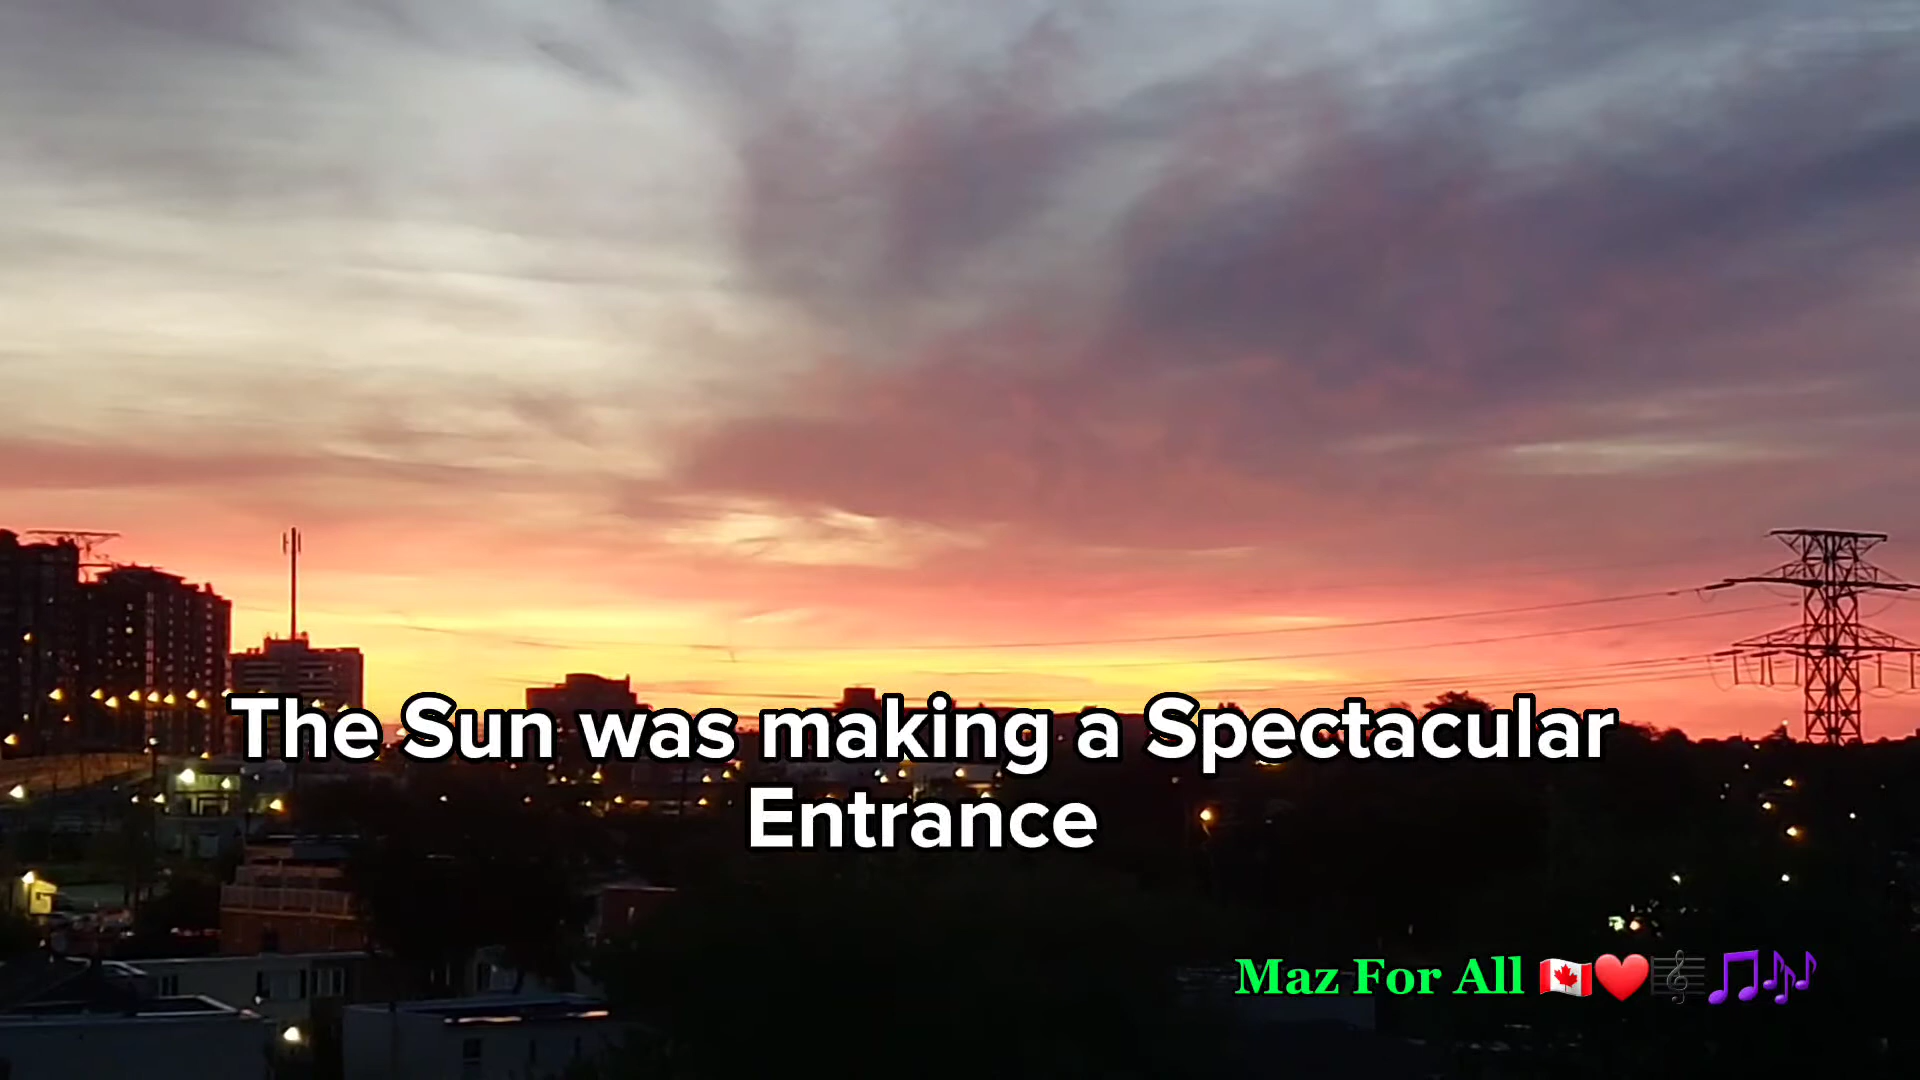 The Sun was making a Spectacular
Entrance
Maz For All 🇨🇦❤️🎼🎵🎶